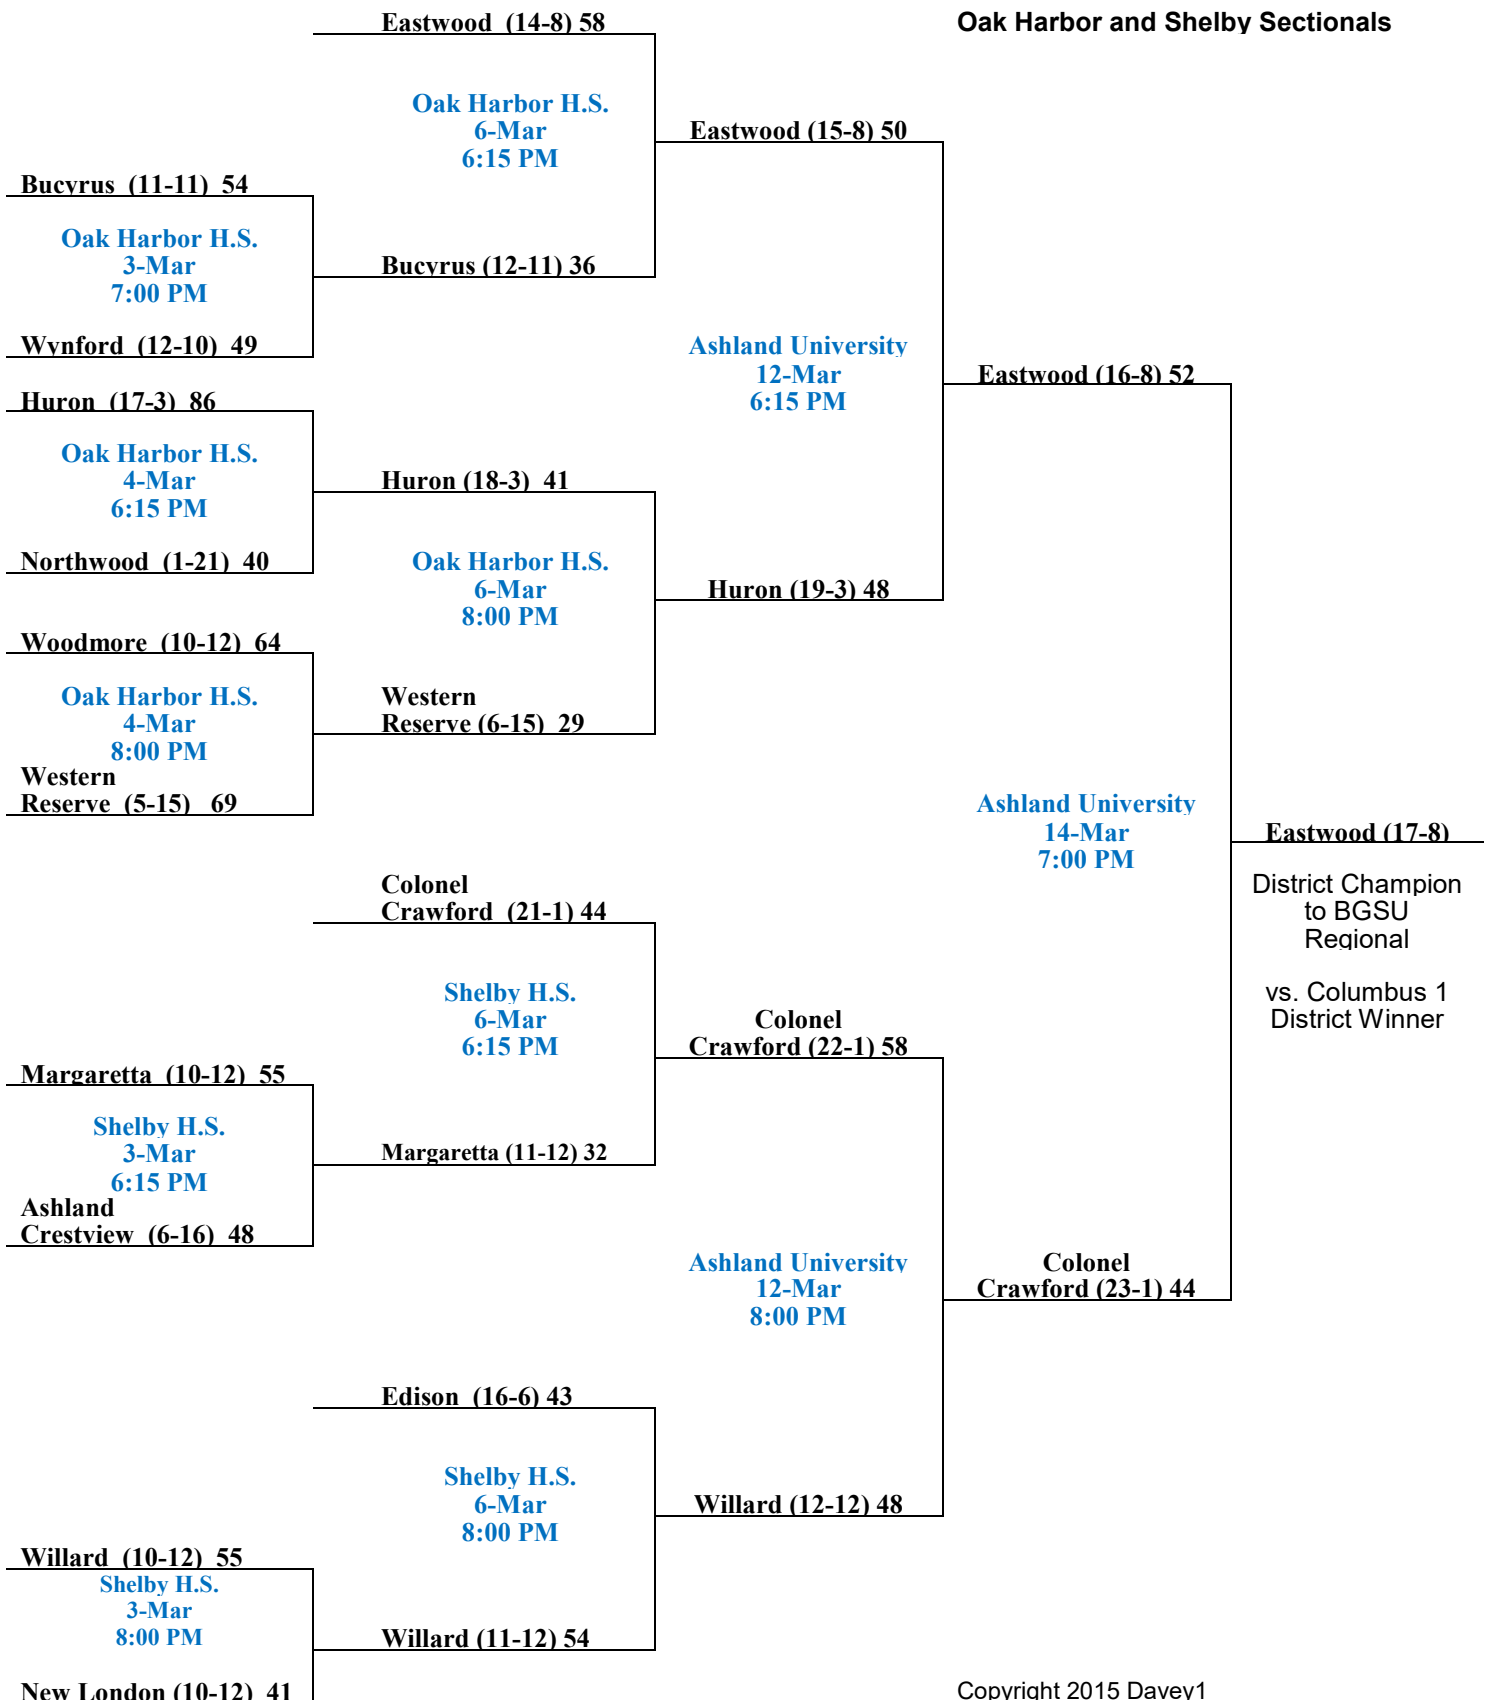 Eastwood  (14-8) 58
Oak Harbor and Shelby Sectionals
Oak Harbor H.S.
6-Mar
6:15 PM
Eastwood (15-8) 50
Bucyrus  (11-11)  54
Oak Harbor H.S.
3-Mar
7:00 PM
Bucyrus (12-11) 36
Wynford  (12-10)  49
Ashland University
12-Mar
6:15 PM
Eastwood (16-8) 52
Huron  (17-3)  86
Oak Harbor H.S.
4-Mar
6:15 PM
Huron (18-3)  41
Northwood  (1-21)  40
Oak Harbor H.S.
6-Mar
8:00 PM
Huron (19-3) 48
Woodmore  (10-12)  64
Oak Harbor H.S.
4-Mar
8:00 PM
Western
Reserve (6-15)  29
Western
Reserve  (5-15)   69
Ashland University
14-Mar
7:00 PM
Eastwood (17-8)
District Champion
to BGSU
Regional
vs. Columbus 1
District Winner
Colonel
Crawford  (21-1) 44
Shelby H.S.
6-Mar
6:15 PM
Colonel
Crawford (22-1) 58
Margaretta  (10-12)  55
Shelby H.S.
3-Mar
6:15 PM
Margaretta (11-12) 32
Ashland
Crestview  (6-16)  48
Ashland University
12-Mar
8:00 PM
Colonel
Crawford (23-1) 44
Edison  (16-6) 43
Shelby H.S.
6-Mar
8:00 PM
Willard (12-12) 48
Willard  (10-12)  55
Shelby H.S.
3-Mar
8:00 PM
Willard (11-12) 54
New London (10-12)  41
Copyright 2015 Davey1